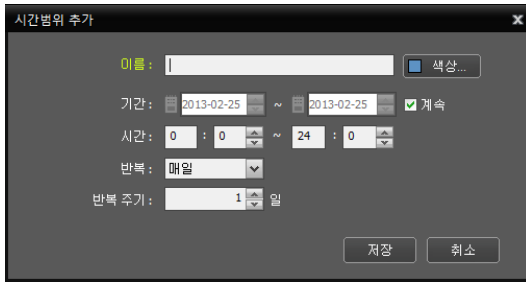 시간범위 추가 x
이름 : 색상...
기간 : 2013-02-25 ~ 2013-02-25 계속
시간 : 0 : 0 ~ 24 : 0
반복 : 매일
반복 주기 : 1 일
저장 취소